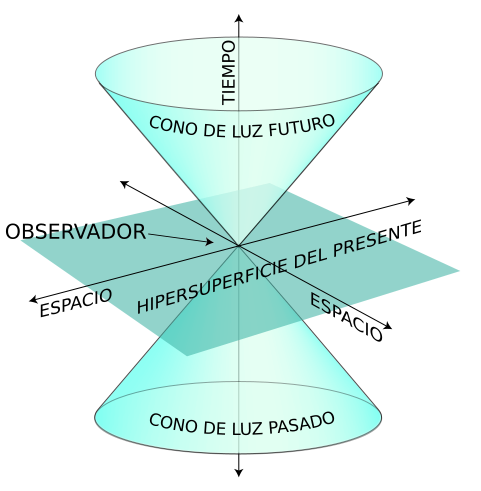 TIEMPO
CONO DE LUZ FUTURO
OBSERVADOR
HIPERSUPERFICIE DEL PRESENTE
ESPACIO
ESPACIO
CONO DE LUZ PASADO